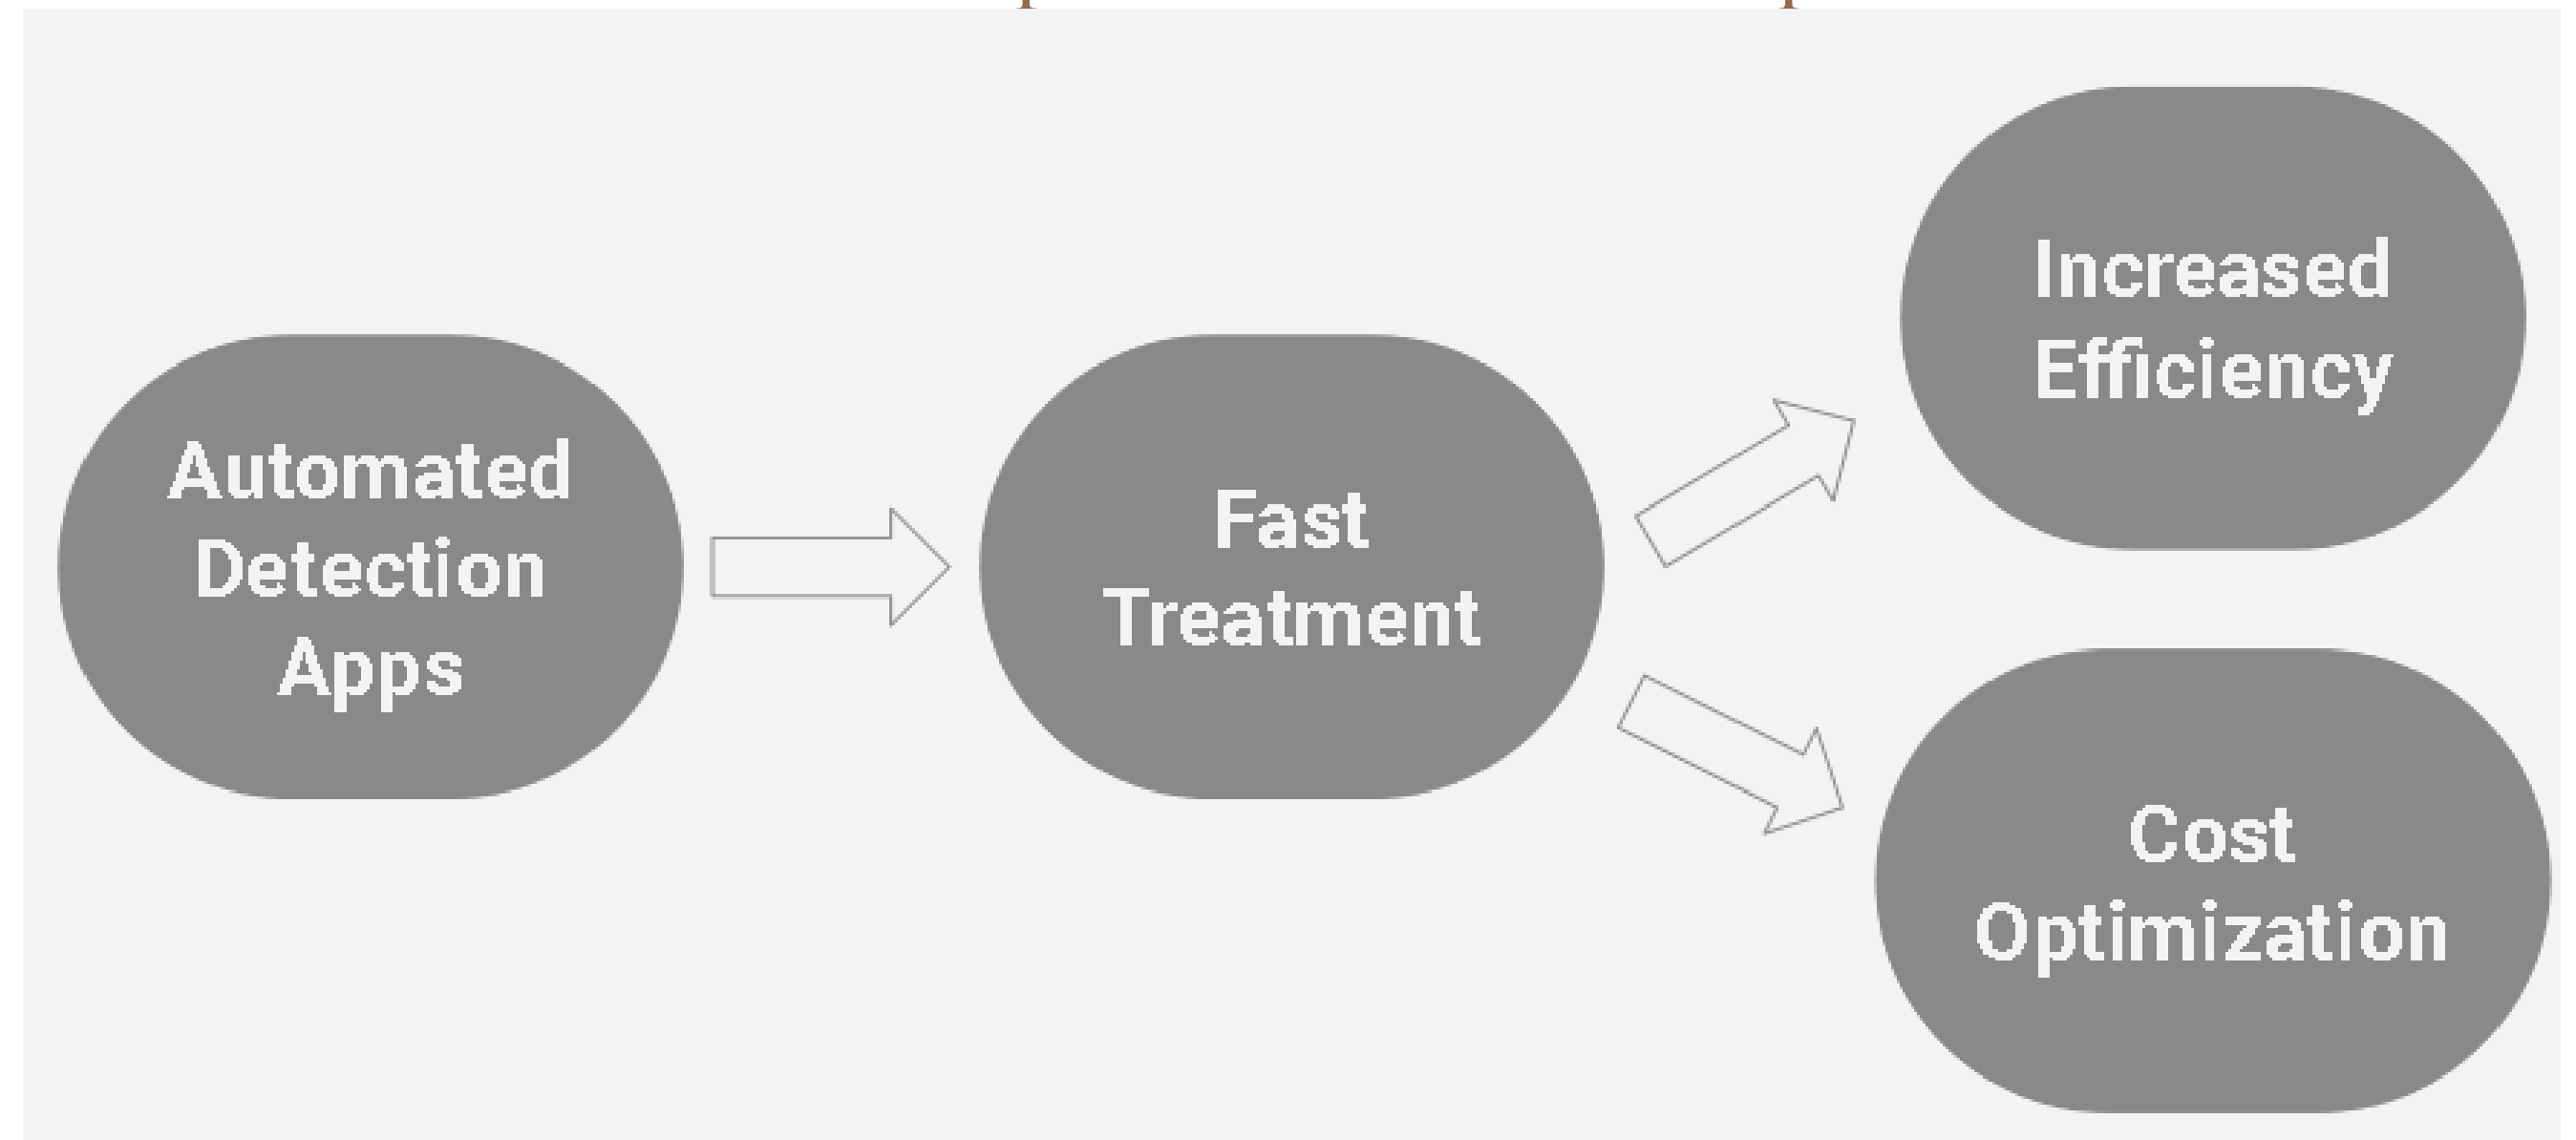 Automated
Detection
Apps
Fast
Treatment
Increased
Efficiency
Cost
Optimization